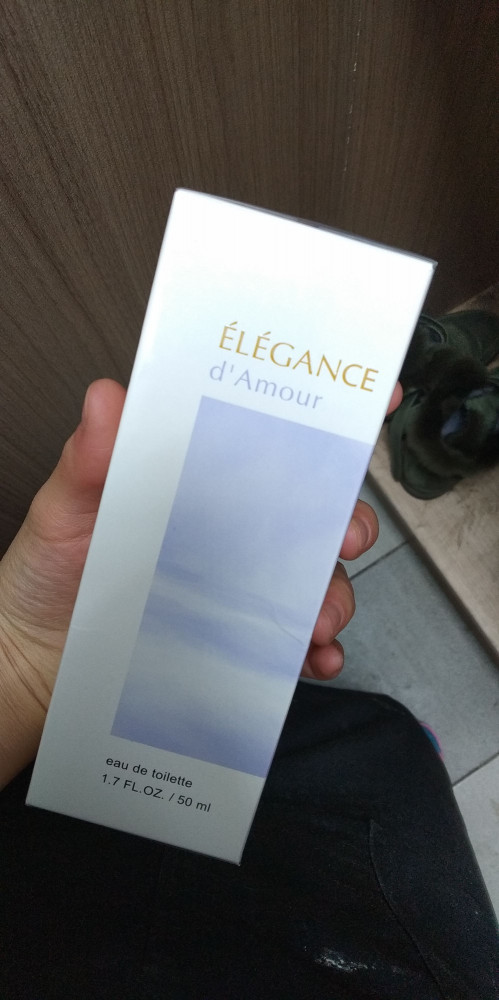 ÉLÉGANCE
d'Amour
eau de toilette
1.7 FL.OZ. / 50 ml